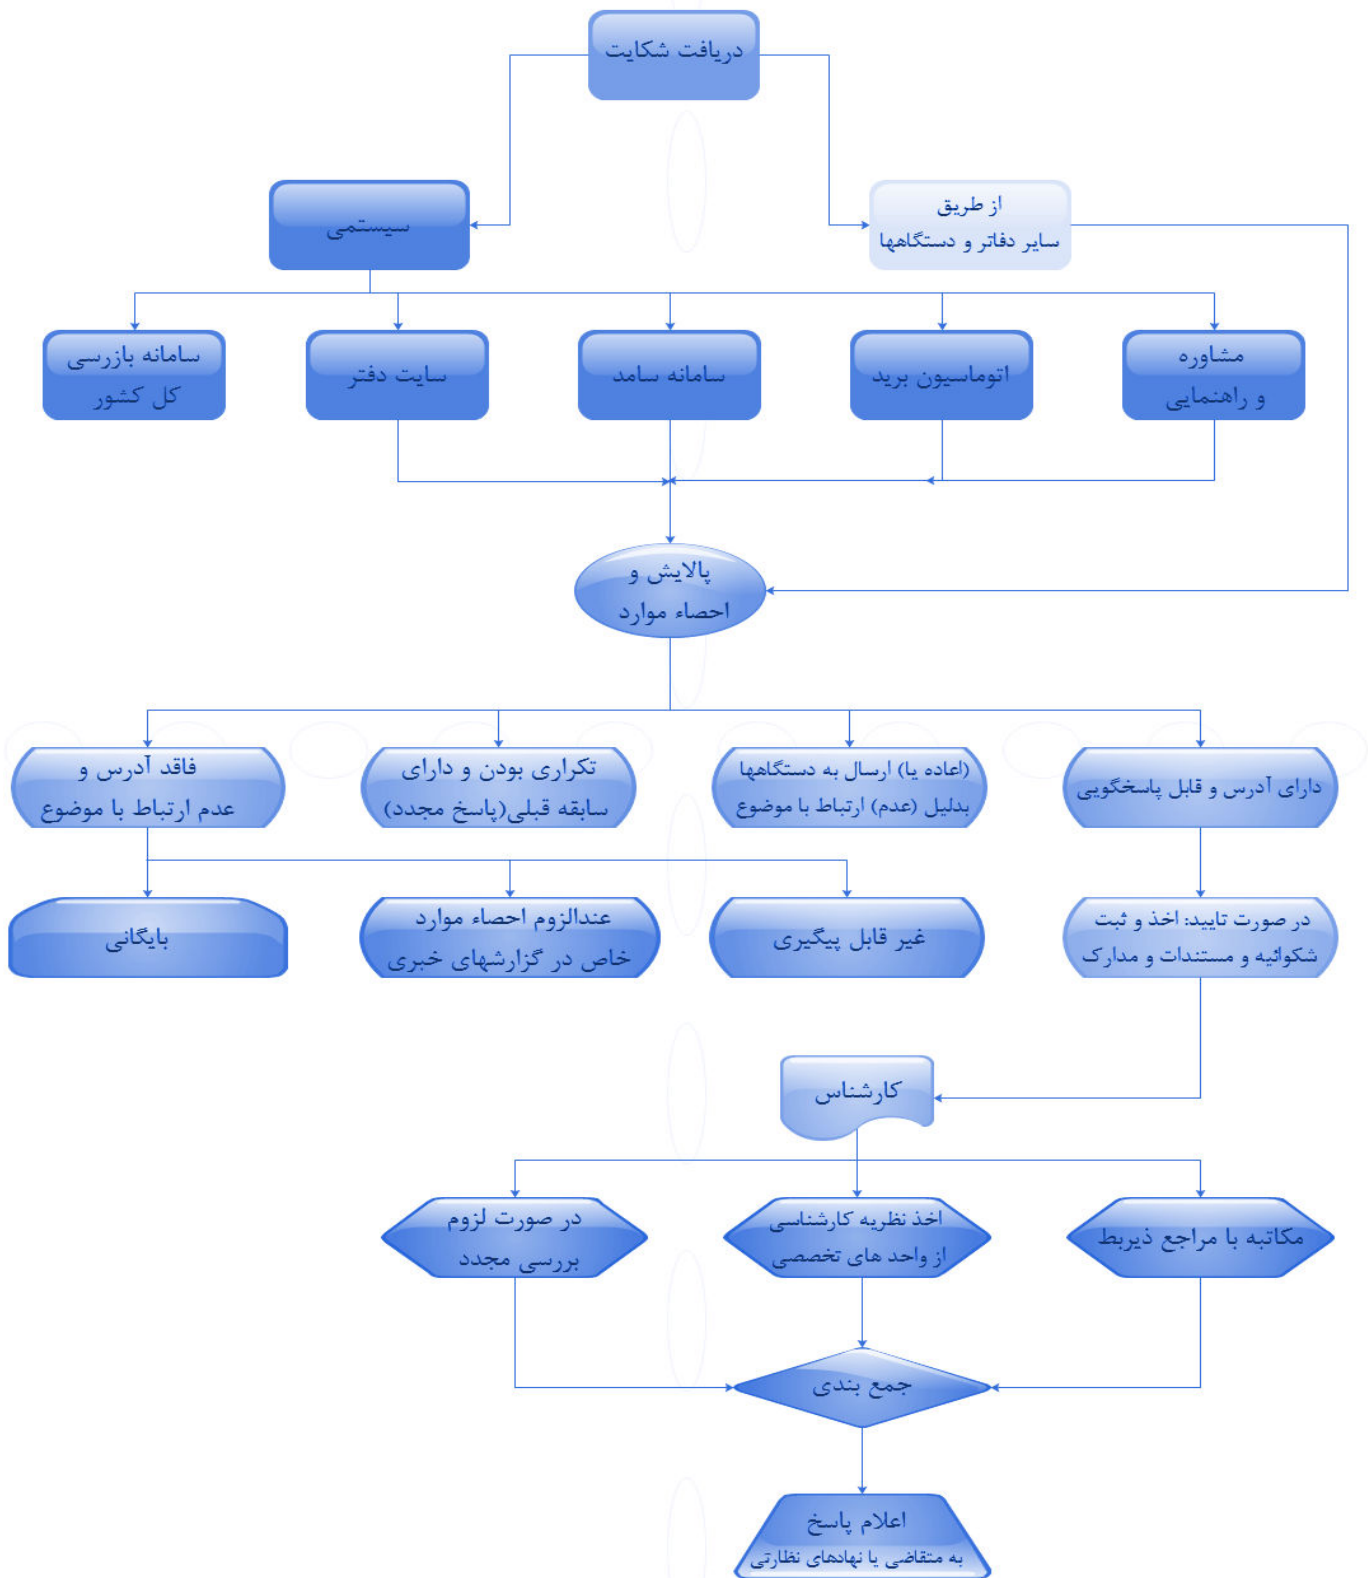 دریافت شکایت
از طریق
سایر دفاتر و دستگاهها
سیستمی
مشاوره
و راهنمایی
اتوماسیون برید
سامانه سامد
سایت دفتر
سامانه بازرسی
کل کشور
پالایش و
احصاء موارد
دارای آدرس و قابل پاسخگویی
(اعاده یا) ارسال به دستگاهها
بدلیل (عدم) ارتباط با موضوع
تکراری بودن و دارای
سابقه قبلی(پاسخ مجدد)
فاقد آدرس و
عدم ارتباط با موضوع
در صورت تایید: اخذ و ثبت
شکوائیه و مستندات و مدارک
غیر قابل پیگیری
عندالزوم احصاء موارد
خاص در گزارشهای خبری
بایگانی
کارشناس
مکاتبه با مراجع ذیربط
اخذ نظریه کارشناسی
از واحد های تخصصی
در صورت لزوم
بررسی مجدد
جمع بندی
اعلام پاسخ
به متقاضی یا نهادهای نظارتی